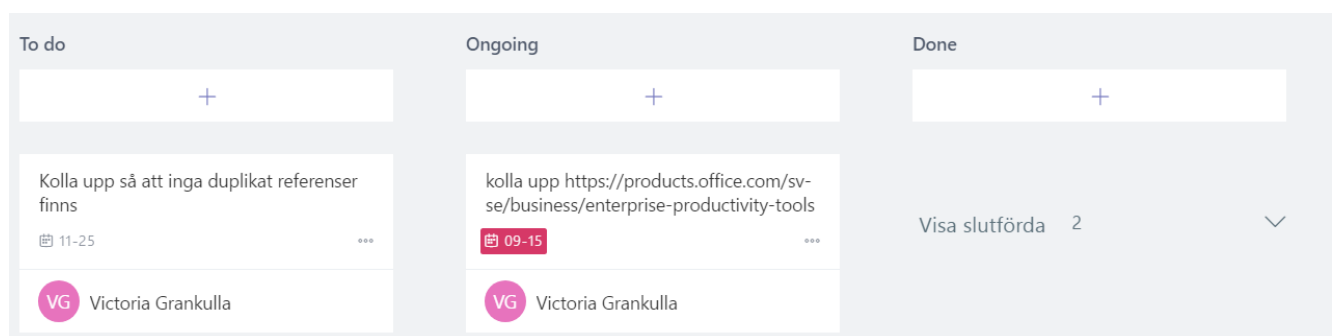 To do
Ongoing
Done
+
+
+
Kolla upp så att inga duplikat referenser
finns
11-25
VG Victoria Grankulla
kolla upp https://products.office.com/sv-
se/business/enterprise-productivity-tools
09-15
VG Victoria Grankulla
Visa slutförda 2